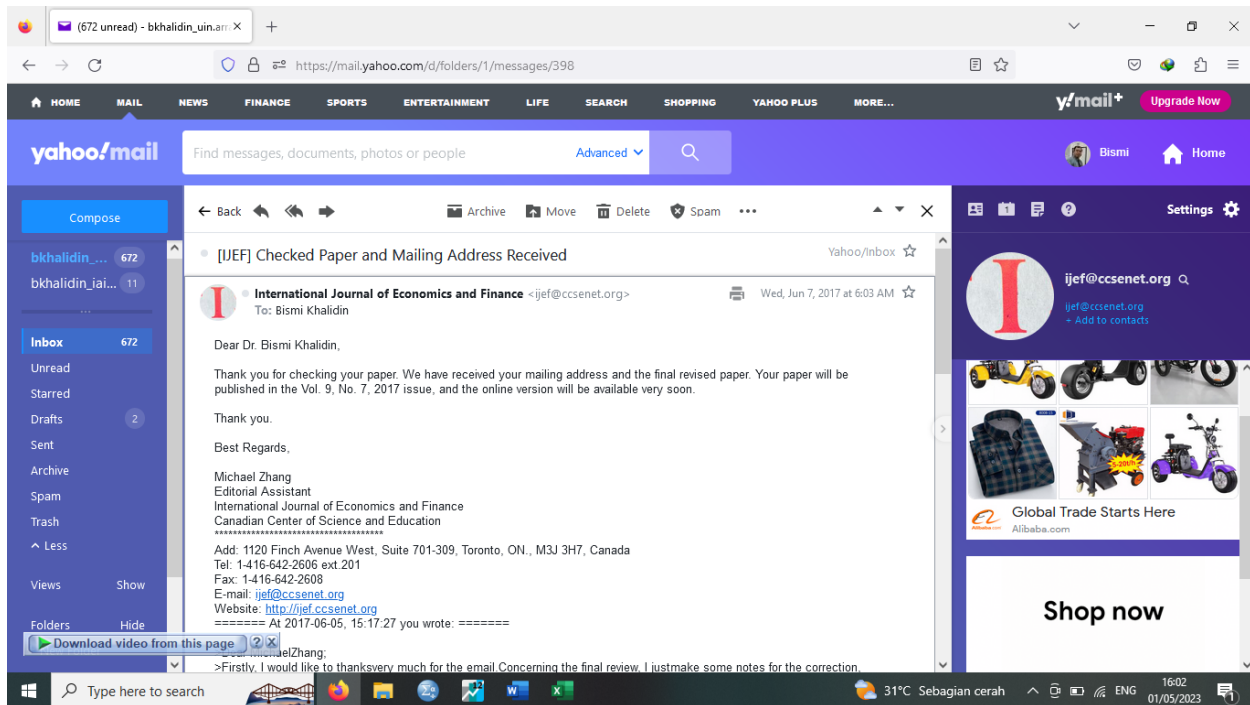 (672 unread) - bkhalidin_uin.arr
https://mail.yahoo.com/d/folders/1/messages/398
HOME MAIL NEWS FINANCE SPORTS ENTERTAINMENT LIFE SEARCH SHOPPING YAHOO PLUS MORE...
y!mail+ Upgrade Now
yahoo!mail
Find messages, documents, photos or people
Advanced
Bismi
Home
Compose
bkhalidin_... 672
bkhalidin_iai... 11
Inbox 672
Unread
Starred
Drafts 2
Sent
Archive
Spam
Trash
Less
Views Show
Folders Hide
Download video from this page ? X
Back Archive Move Delete Spam
[IJEF] Checked Paper and Mailing Address Received
Yahoo/Inbox
International Journal of Economics and Finance <ijef@ccsenet.org>
Wed, Jun 7, 2017 at 6:03 AM
To: Bismi Khalidin
Dear Dr. Bismi Khalidin,
Thank you for checking your paper. We have received your mailing address and the final revised paper. Your paper will be
published in the Vol. 9, No. 7, 2017 issue, and the online version will be available very soon.
Thank you.
Best Regards,
Michael Zhang
Editorial Assistant
International Journal of Economics and Finance
Canadian Center of Science and Education
***********************************
Add: 1120 Finch Avenue West, Suite 701-309, Toronto, ON., M3J 3H7, Canada
Tel: 1-416-642-2606 ext.201
Fax: 1-416-642-2608
E-mail: ijef@ccsenet.org
Website: http://ijef.ccsenet.org
======= At 2017-06-05, 15:17:27 you wrote: =======
>Firstly, I would like to thanksvery much for the email.Concerning the final review, I justmake some notes for the correction,
Settings
I
ijef@ccsenet.org
ijef@ccsenet.org
+ Add to contacts
5-20t/h
Global Trade Starts Here
Alibaba.com
Shop now
Type here to search
31°C Sebagian cerah
ENG
16:02
01/05/2023